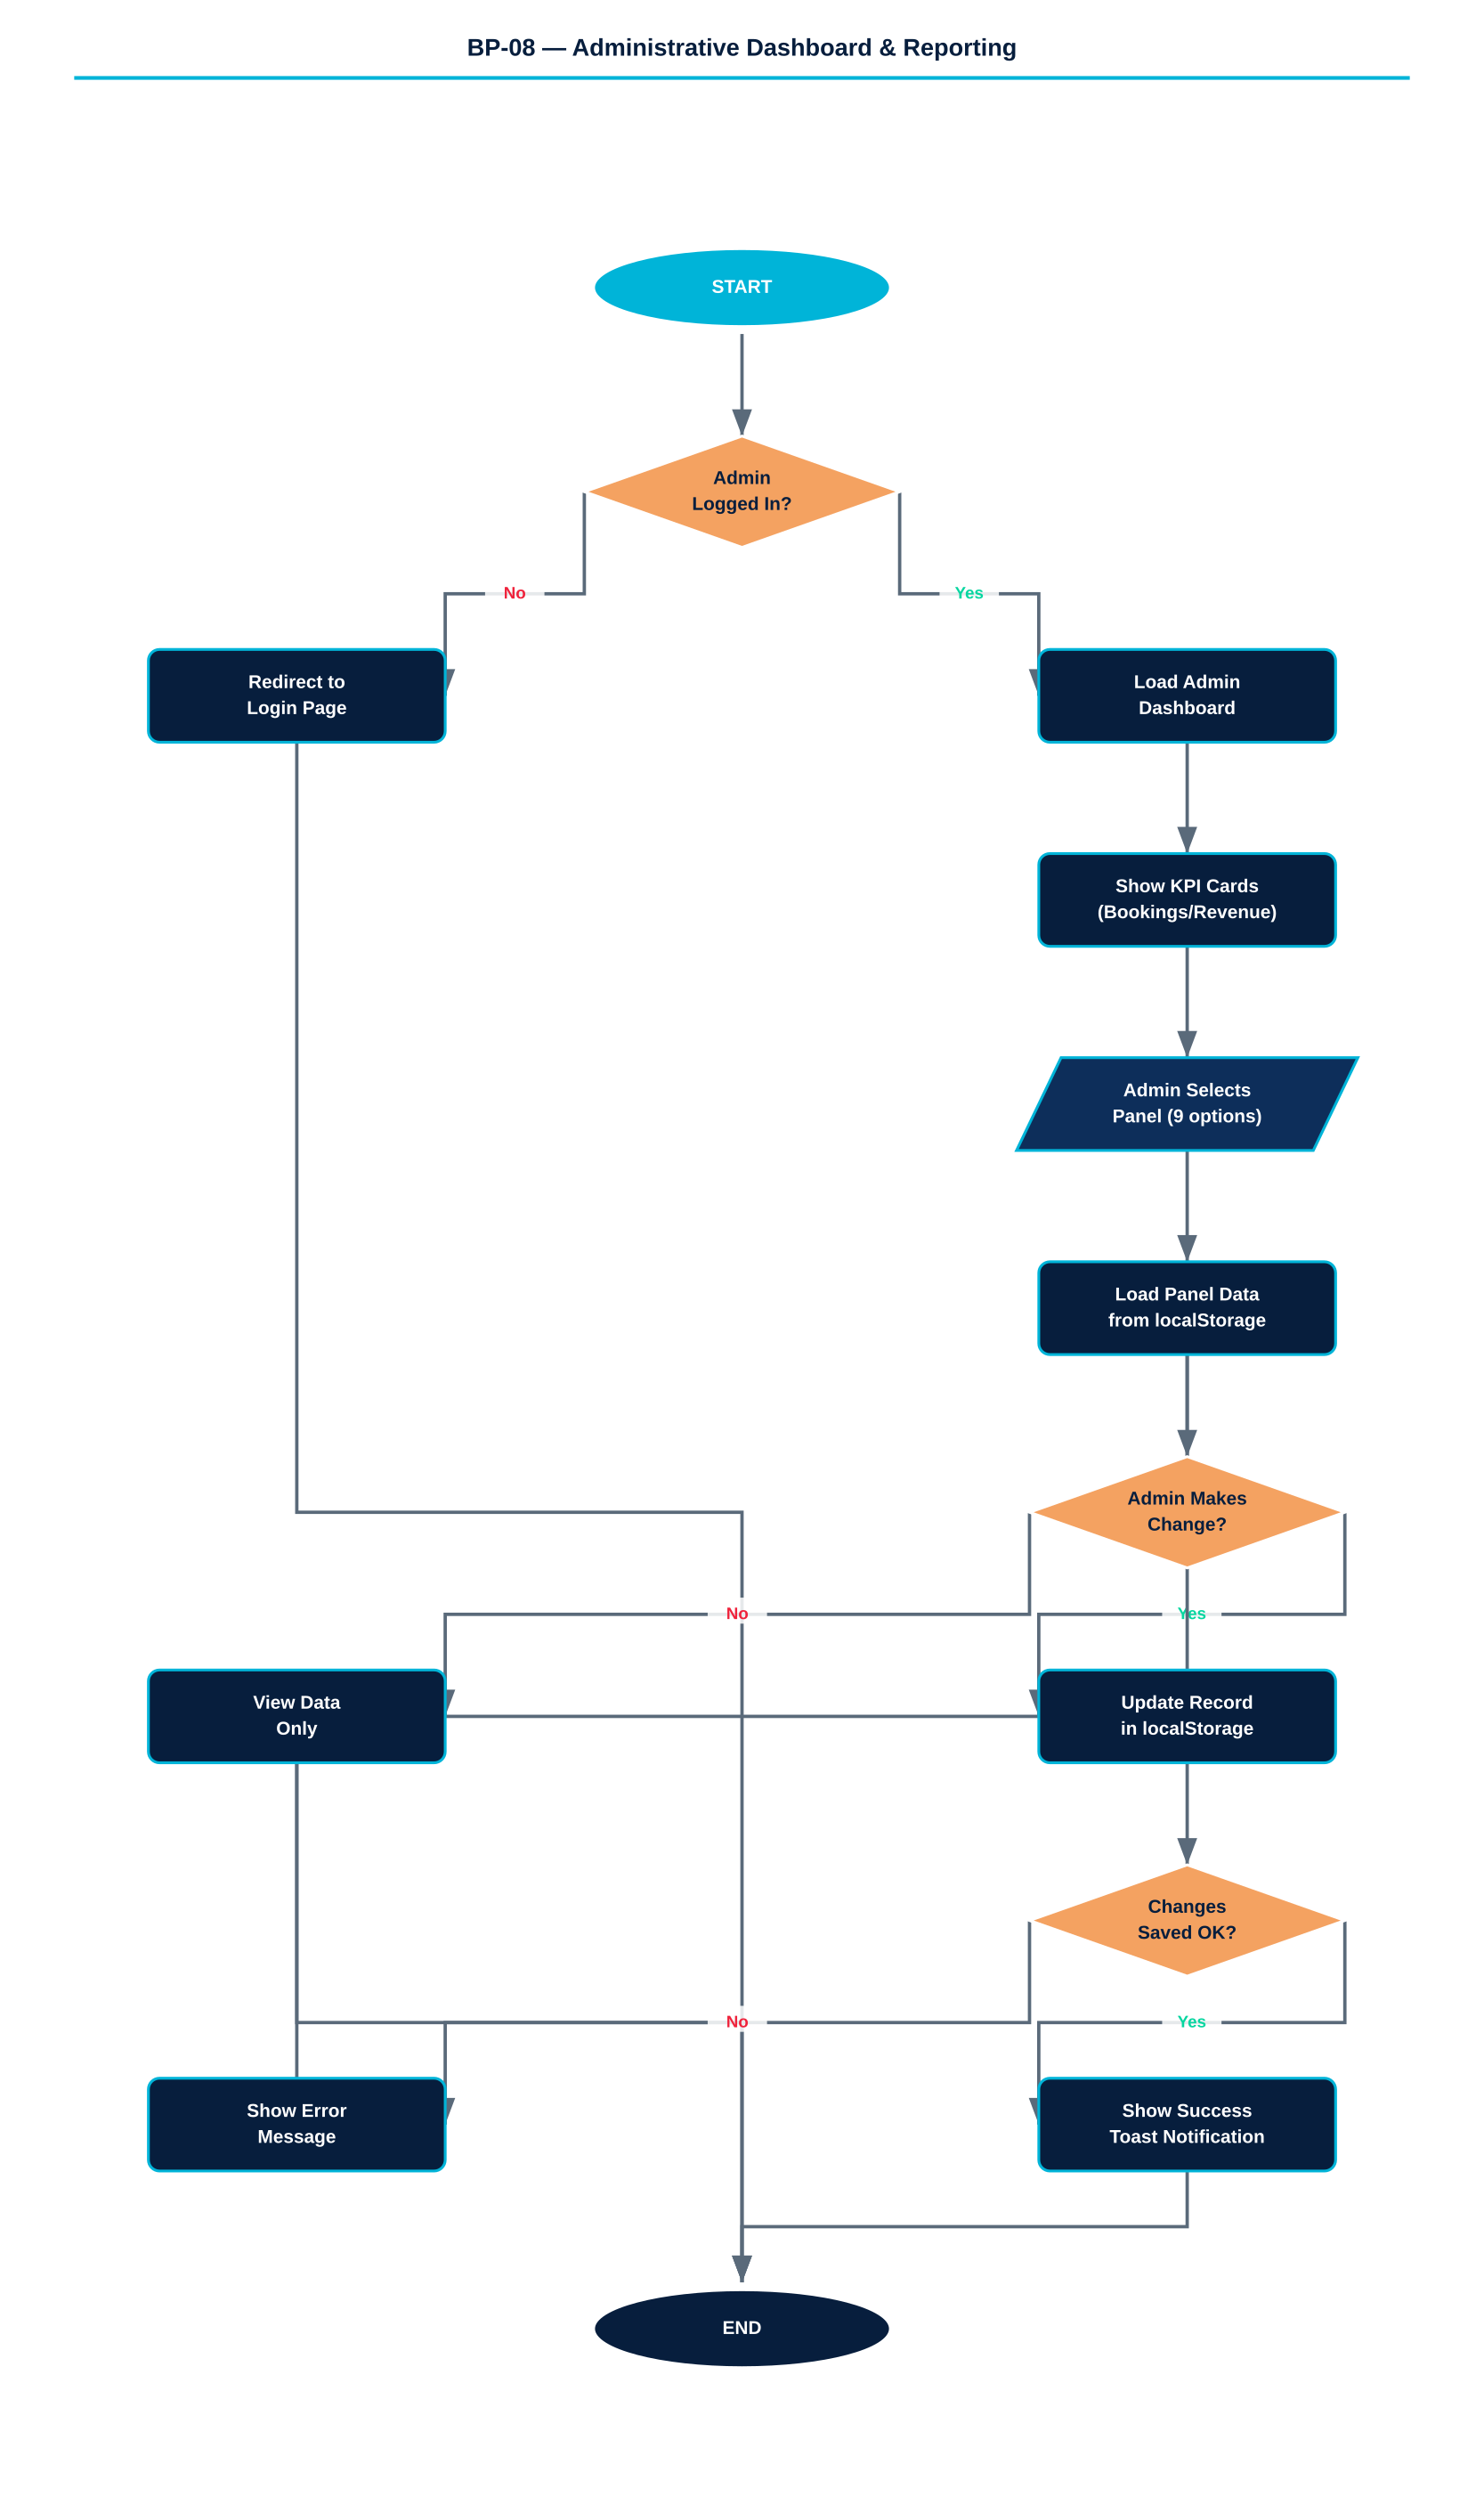 BP-08 — Administrative Dashboard & Reporting
START
Admin
Logged In?
No
Yes
Redirect to
Login Page
Load Admin
Dashboard
Show KPI Cards
(Bookings/Revenue)
Admin Selects
Panel (9 options)
Load Panel Data
from localStorage
Admin Makes
Change?
No
Yes
View Data
Only
Update Record
in localStorage
Changes
Saved OK?
No
Yes
Show Error
Message
Show Success
Toast Notification
END